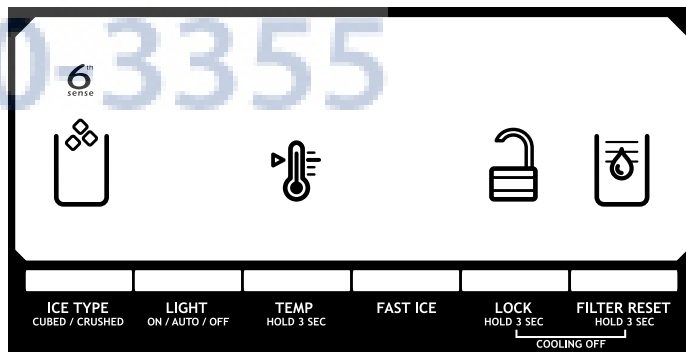 0-3355
6th
sense
ICE TYPE
CUBED / CRUSHED
LIGHT
ON / AUTO / OFF
TEMP
HOLD 3 SEC
FAST ICE
LOCK
HOLD 3 SEC
FILTER RESET
HOLD 3 SEC
COOLING OFF